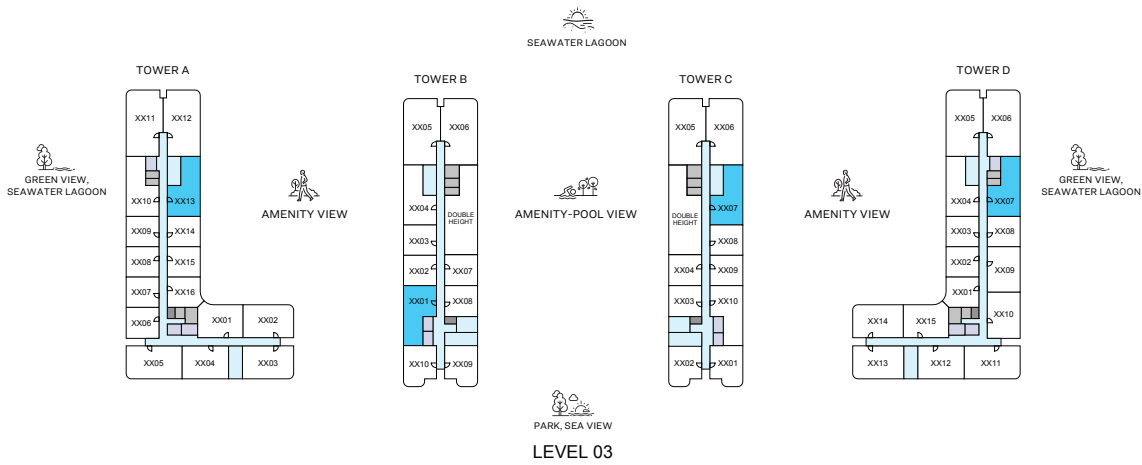 SEAWATER LAGOON
TOWER A
TOWER B
TOWER C
TOWER D
GREEN VIEW,
SEAWATER LAGOON
XX11 XX12
XX10 XX13
XX09 XX14
XX08 XX15
XX07 XX16
XX06 XX01 XX02
XX05 XX04 XX03
AMENITY VIEW
XX05 XX06
XX04 DOUBLE
HEIGHT
XX03
XX02 XX07
XX01 XX08
XX10 XX09
AMENITY-POOL VIEW
XX05 XX06
DOUBLE
HEIGHT
XX07
XX08
XX04 XX09
XX03 XX10
XX02 XX01
AMENITY VIEW
XX05 XX06
XX04 XX07
XX03 XX08
XX02 XX09
XX01
XX14 XX15 XX10
XX13 XX12 XX11
GREEN VIEW,
SEAWATER LAGOON
PARK, SEA VIEW
LEVEL 03